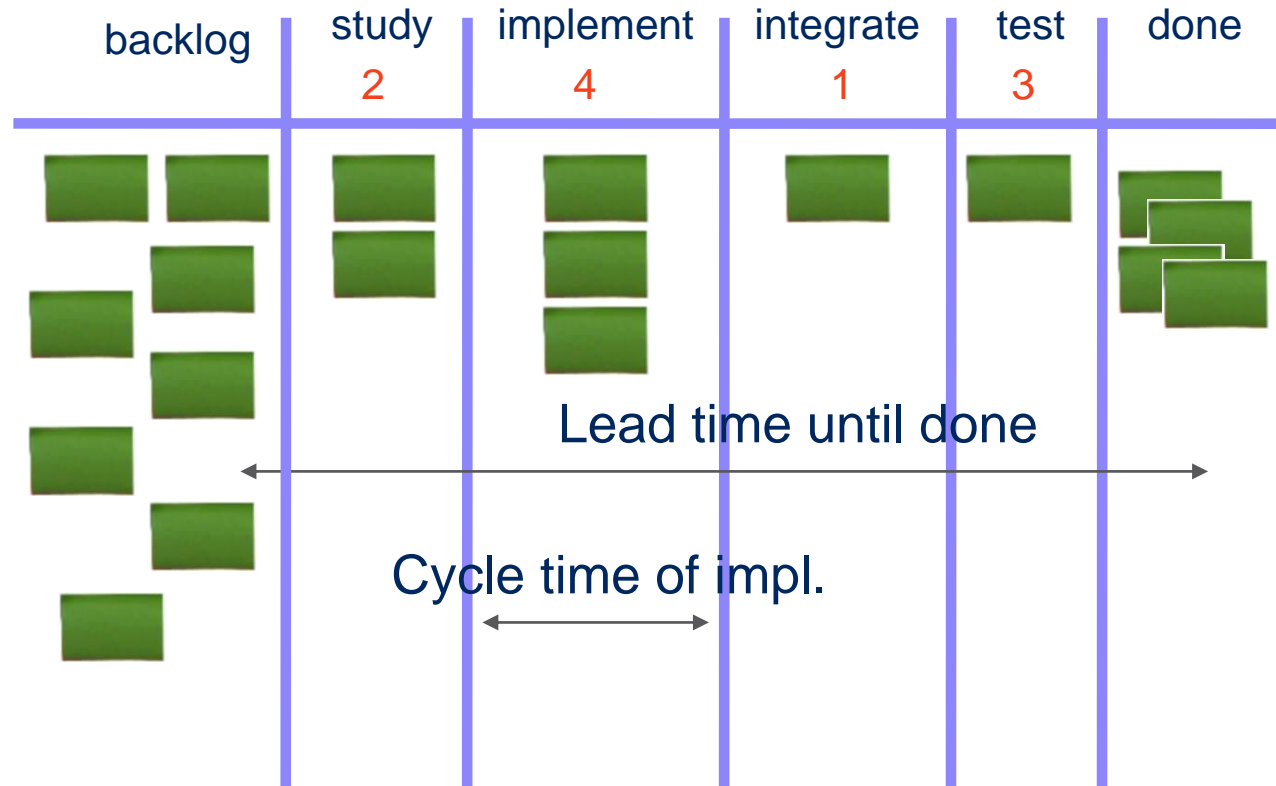 backlog
study
implement
integrate
test
done
2
4
1
3
Lead time until done
Cycle time of impl.